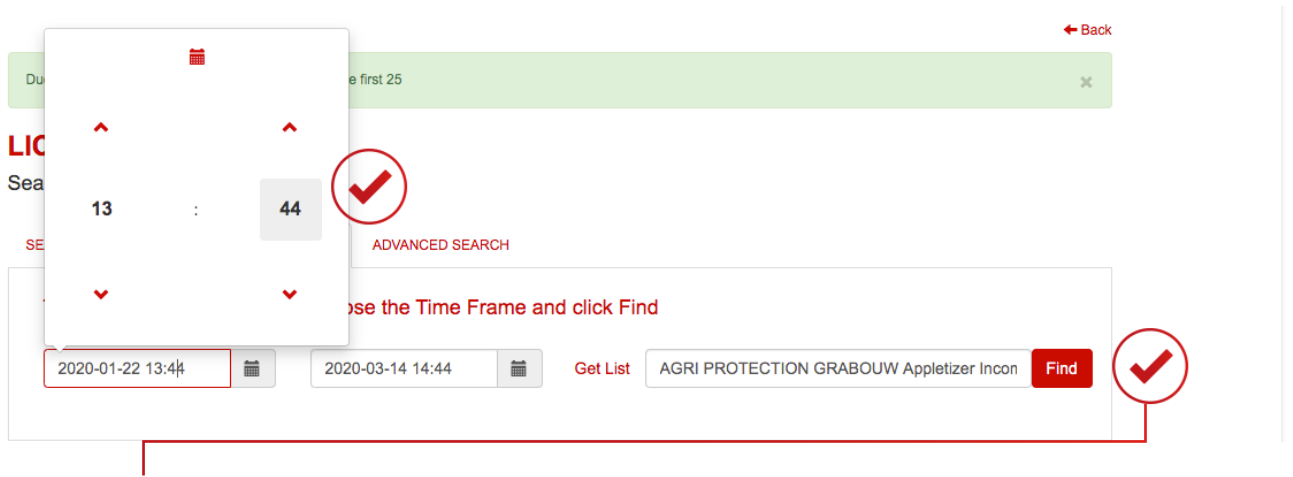 Back
Du
e first 25
LIC
Sea
13 : 44
SE
ADVANCED SEARCH
ose the Time Frame and click Find
2020-01-22 13:44
2020-03-14 14:44
Get List
AGRI PROTECTION GRABOUW Appletizer Incon
Find